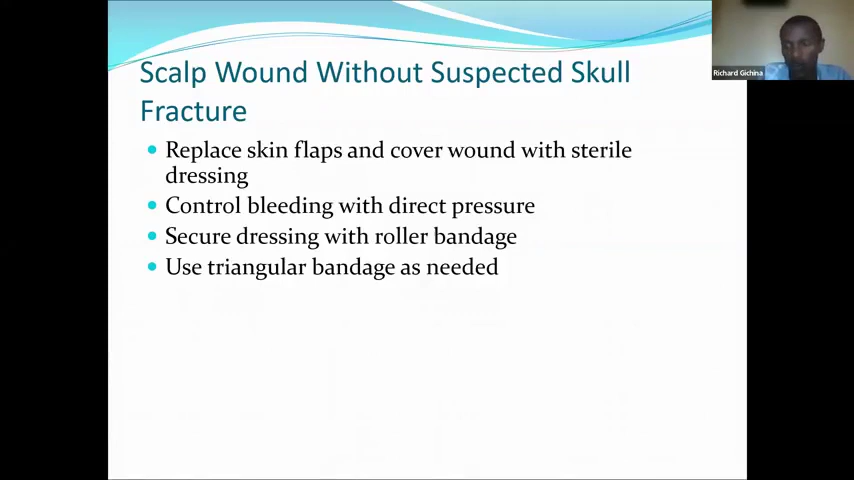 Scalp Wound Without Suspected Skull
Fracture
Replace skin flaps and cover wound with sterile
dressing
Control bleeding with direct pressure
Secure dressing with roller bandage
Use triangular bandage as needed
Richard Gichina